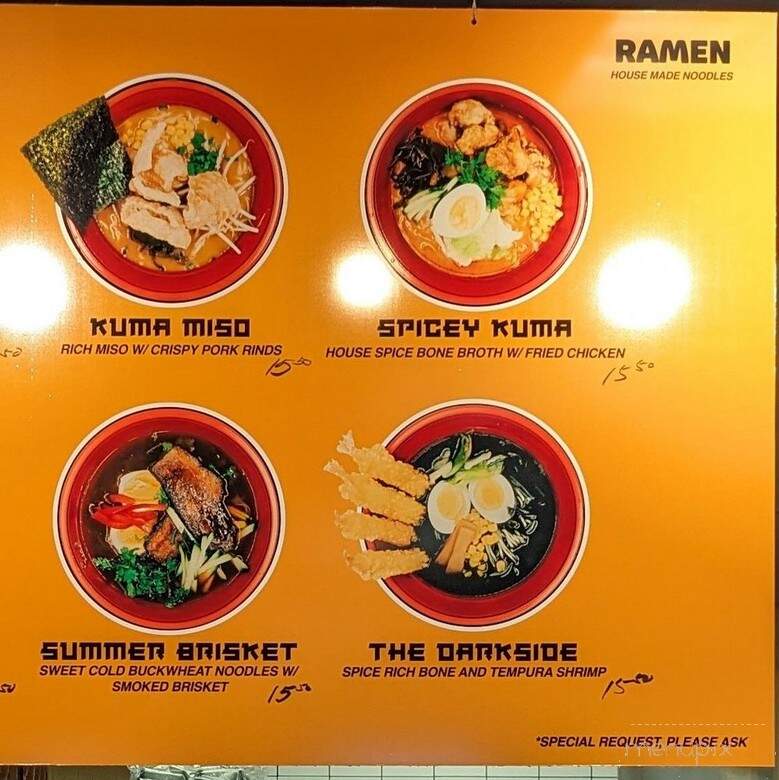 RAMEN
HOUSE MADE NOODLES
KUMA MISO
RICH MISO W/ CRISPY PORK RINDS
15.50
SPICEY KUMA
HOUSE SPICE BONE BROTH W/ FRIED CHICKEN
15.50
SUMMER BRISKET
SWEET COLD BUCKWHEAT NOODLES W/
SMOKED BRISKET
15.50
THE DARKSIDE
SPICE RICH BONE AND TEMPURA SHRIMP
15.50
*SPECIAL REQUEST, PLEASE ASK
menupix